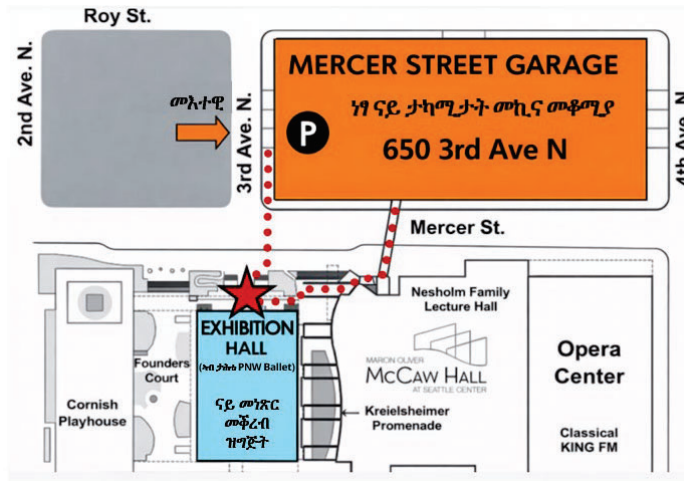 Roy St.
2nd Ave. N.
መእተዊ
3rd Ave. N.
MERCER STREET GARAGE
ነፃ ናይ ታካሚታት መኪና መቆሚያ
P
650 3rd Ave N
4th Ave. N
Mercer St.
EXHIBITION
HALL
(ኣብ ታሕቲ PNW Ballet)
ናይ መነጽር
መቕረብ
ዝግጅት
Founders
Court
Cornish
Playhouse
Nesholm Family
Lecture Hall
MARION OLIVER
McCAW HALL
AT SEATTLE CENTER
Kreielsheimer
Promenade
Opera
Center
Classical
KING FM